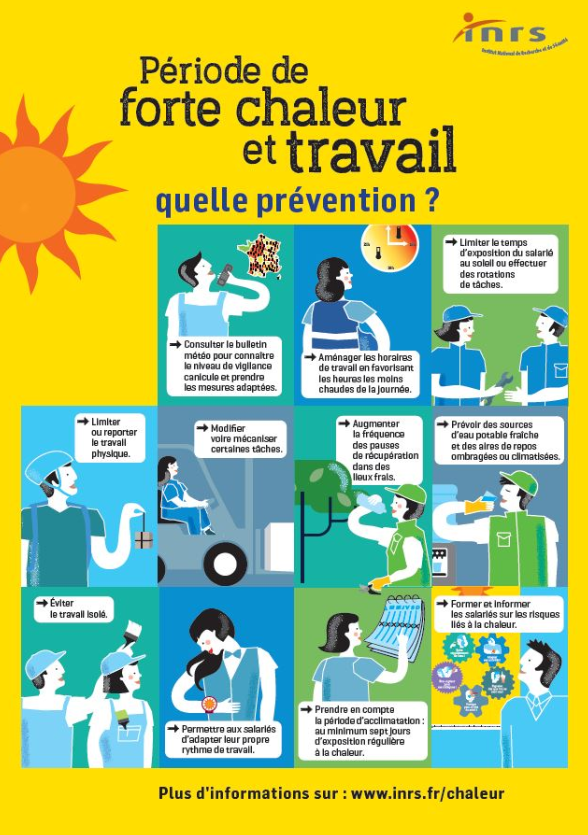 inrs
Institut National de Recherche et de Sécurité
Période de
forte chaleur
et travail
quelle prévention ?
→ Consulter le bulletin
météo pour connaître
le niveau de vigilance
canicule et prendre
les mesures adaptées.
→ Aménager les horaires
de travail en favorisant
les heures les moins
chaudes de la journée.
→ Limiter le temps
d'exposition du salarié
au soleil ou effectuer
des rotations
de tâches.
→ Limiter
ou reporter
le travail
physique.
→ Modifier
voire mécaniser
certaines tâches.
→ Augmenter
la fréquence
des pauses
de récupération
dans des
lieux frais.
→ Prévoir des sources
d'eau potable fraîche
et des aires de repos
ombragées ou climatisées.
→ Éviter
le travail isolé.
→ Permettre aux salariés
d'adapter leur propre
rythme de travail.
→ Prendre en compte
la période d'acclimatation :
au minimum sept jours
d'exposition régulière
à la chaleur.
→ Former et informer
les salariés sur les risques
liés à la chaleur.
Plus d'informations sur : www.inrs.fr/chaleur